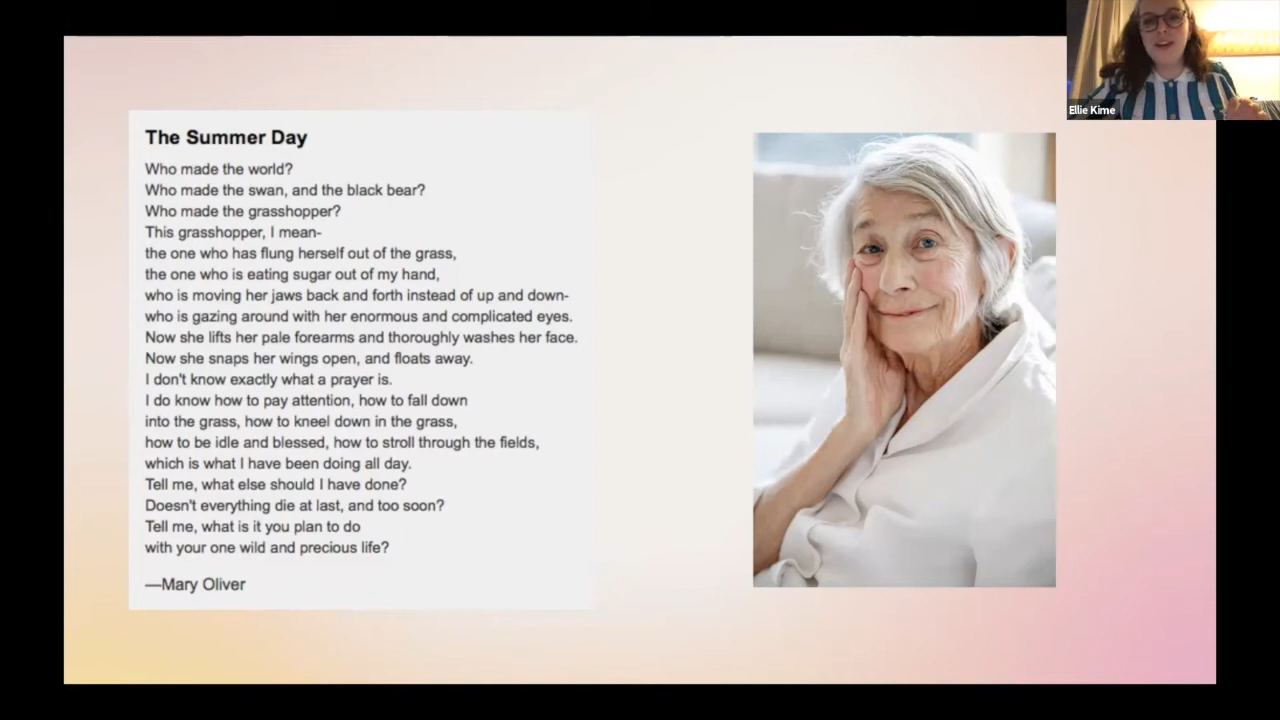 The Summer Day
Who made the world?
Who made the swan, and the black bear?
Who made the grasshopper?
This grasshopper, I mean-
the one who has flung herself out of the grass,
the one who is eating sugar out of my hand,
who is moving her jaws back and forth instead of up and down-
who is gazing around with her enormous and complicated eyes.
Now she lifts her pale forearms and thoroughly washes her face.
Now she snaps her wings open, and floats away.
I don't know exactly what a prayer is.
I do know how to pay attention, how to fall down
into the grass, how to kneel down in the grass,
how to be idle and blessed, how to stroll through the fields,
which is what I have been doing all day.
Tell me, what else should I have done?
Doesn't everything die at last, and too soon?
Tell me, what is it you plan to do
with your one wild and precious life?
—Mary Oliver
Ellie Kime